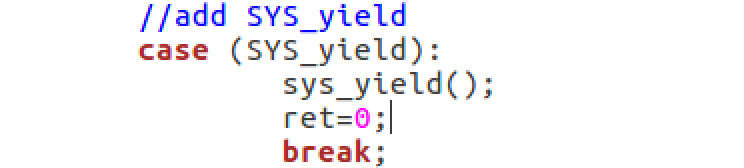 //add SYS_yield
case (SYS_yield):
sys_yield();
ret=0;
break;